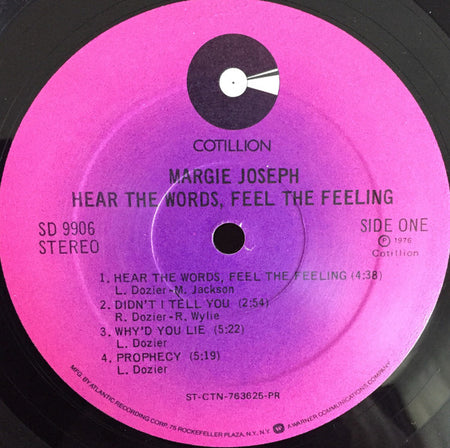 COTILLION
MARGIE JOSEPH
HEAR THE WORDS, FEEL THE FEELING
SD 9906
STEREO
SIDE ONE
Ⓟ 1976
Cotillion
1. HEAR THE WORDS, FEEL THE FEELING (4:38)
L. Dozier-M. Jackson
2. DIDN'T I TELL YOU (2:54)
R. Dozier-R. Wylie
3. WHY'D YOU LIE (5:22)
L. Dozier
4. PROPHECY (5:19)
L. Dozier
ST-CTN-763625-PR
MFG. BY ATLANTIC RECORDING CORP. 75 ROCKEFELLER PLAZA, N.Y. N.Y. A WARNER COMMUNICATIONS COMPANY